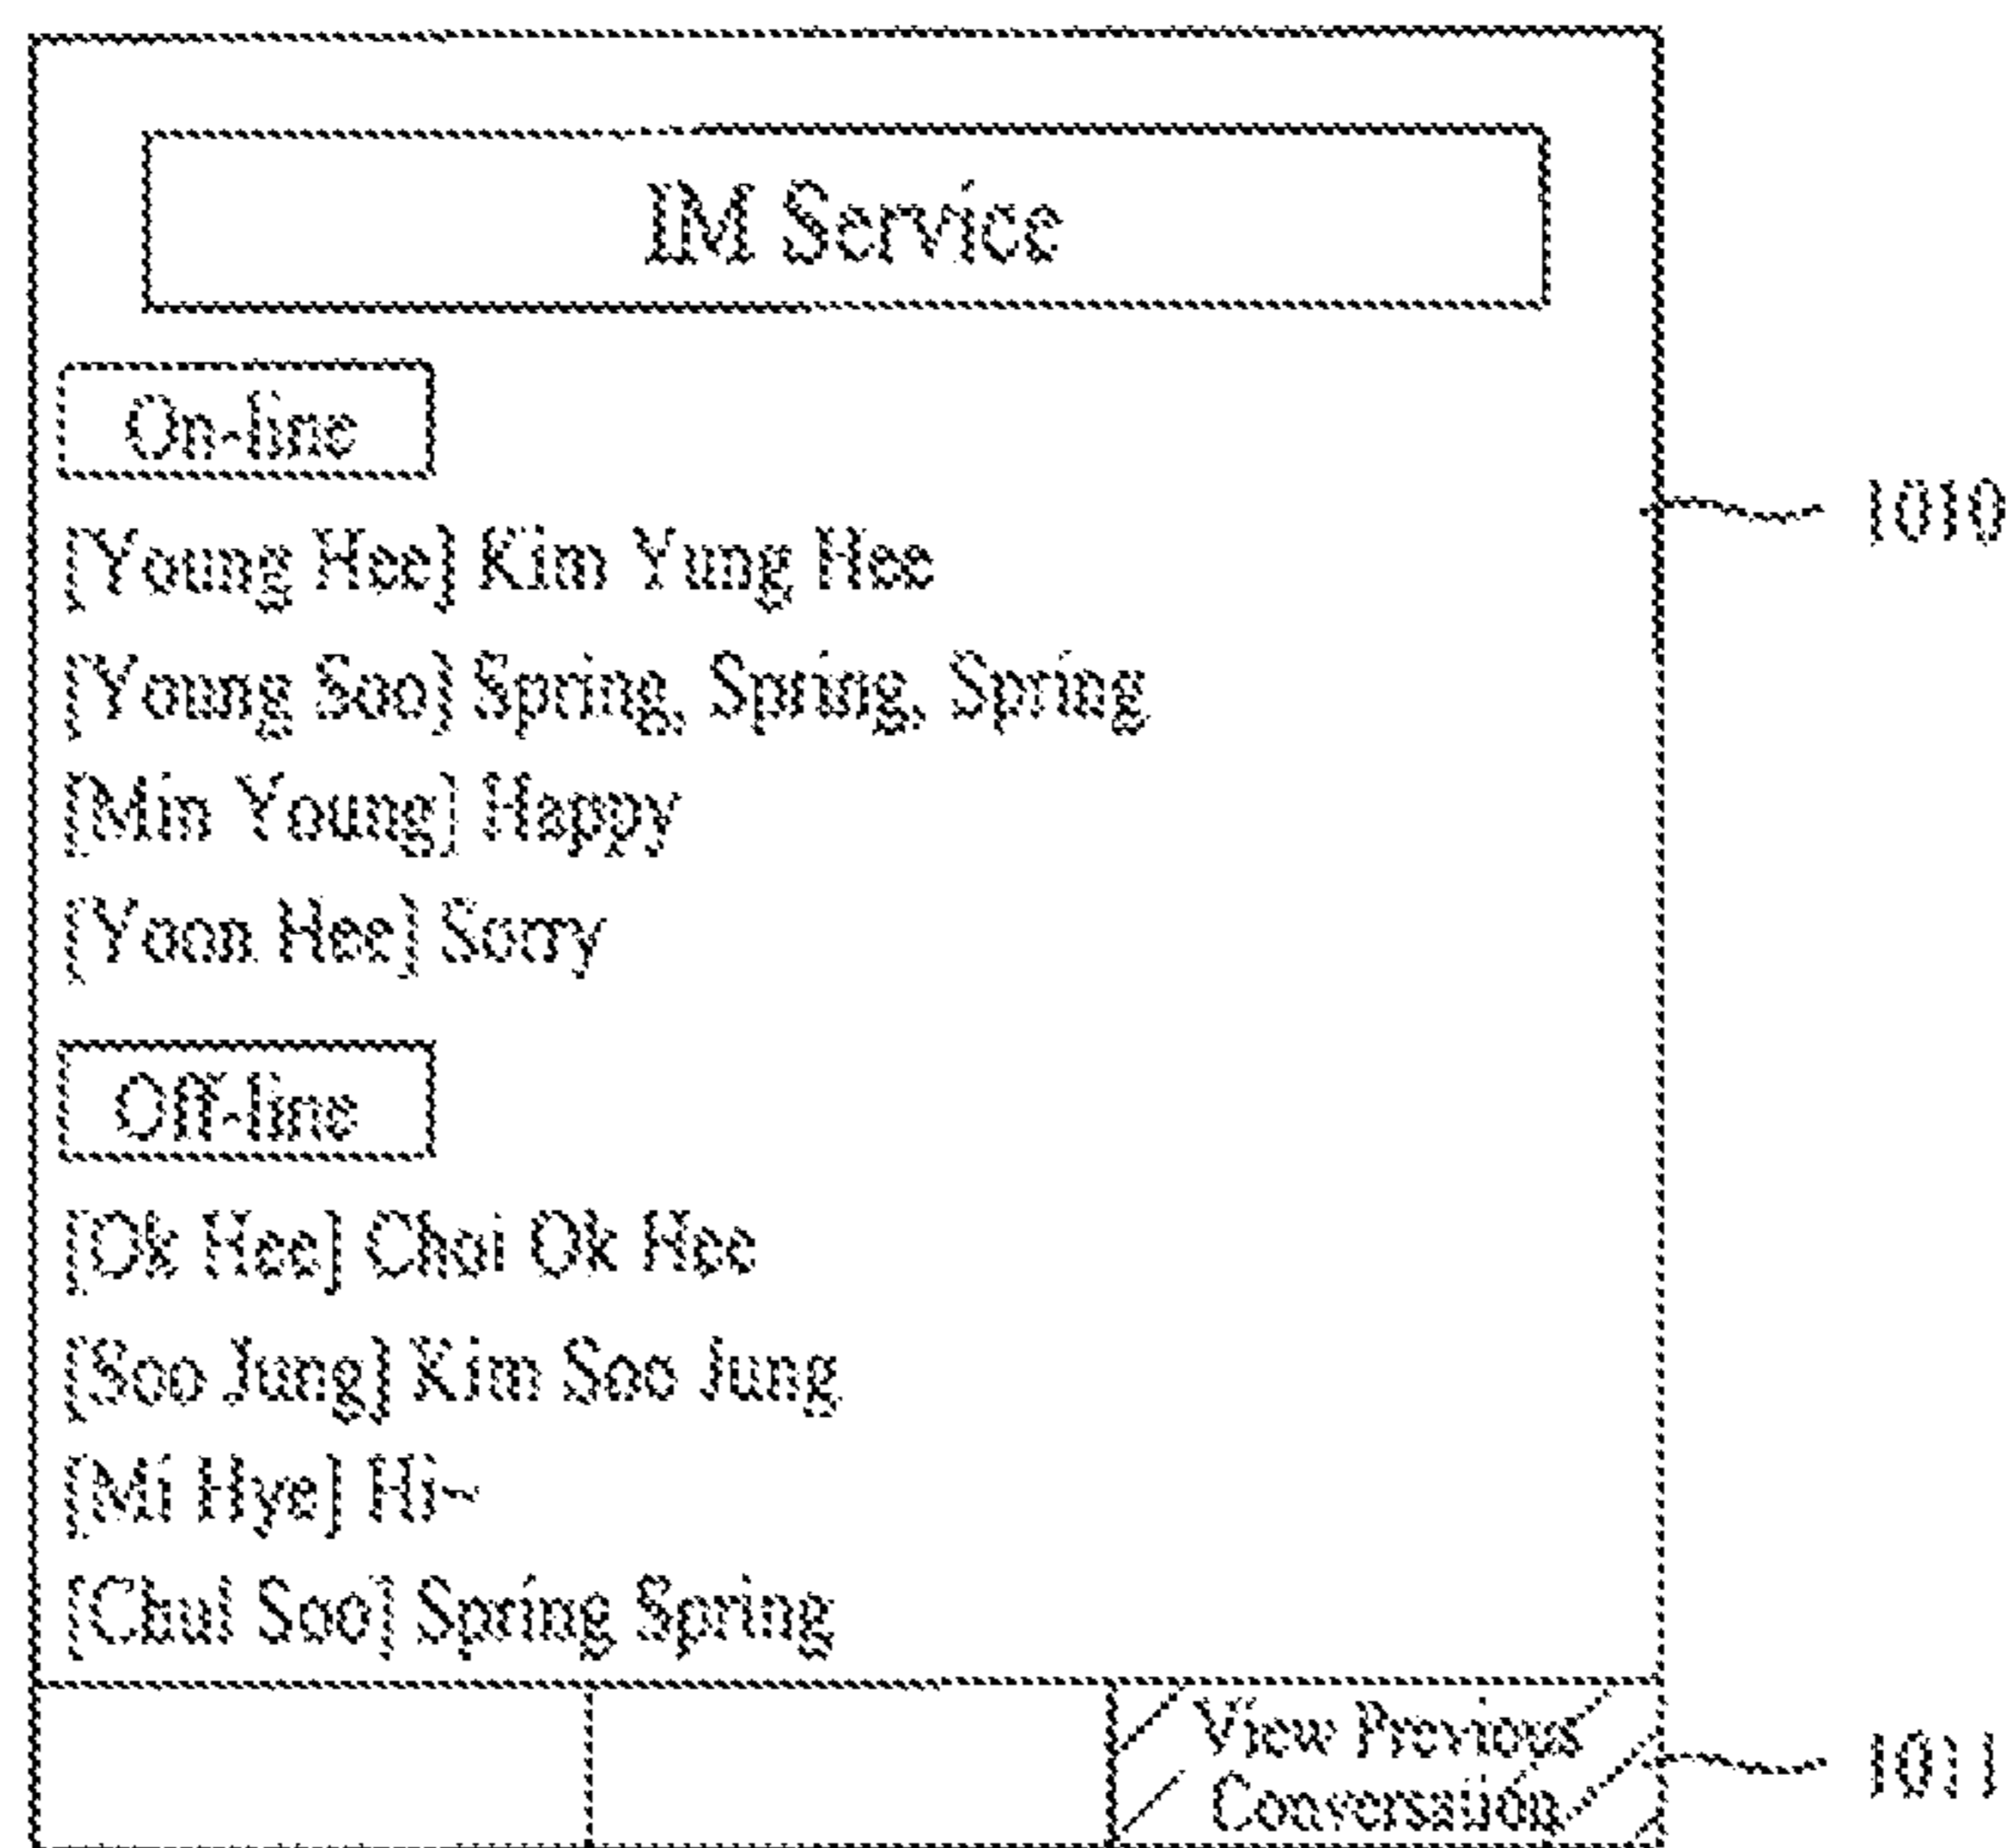 IM Service
On-line
[Young Hee] Kim Yung Hee
1010
[Young Soo] Spring, Spring, Spring
[Min Young] Happy
[Yoon Hee] Sorry
Off-line
[Ok Hee] Choi Ok Hee
[Soo Jung] Kim Soo Jung
[Mi Hye] Hi~
[Chul Soo] Spring Spring
View Previous
Conversation
1011